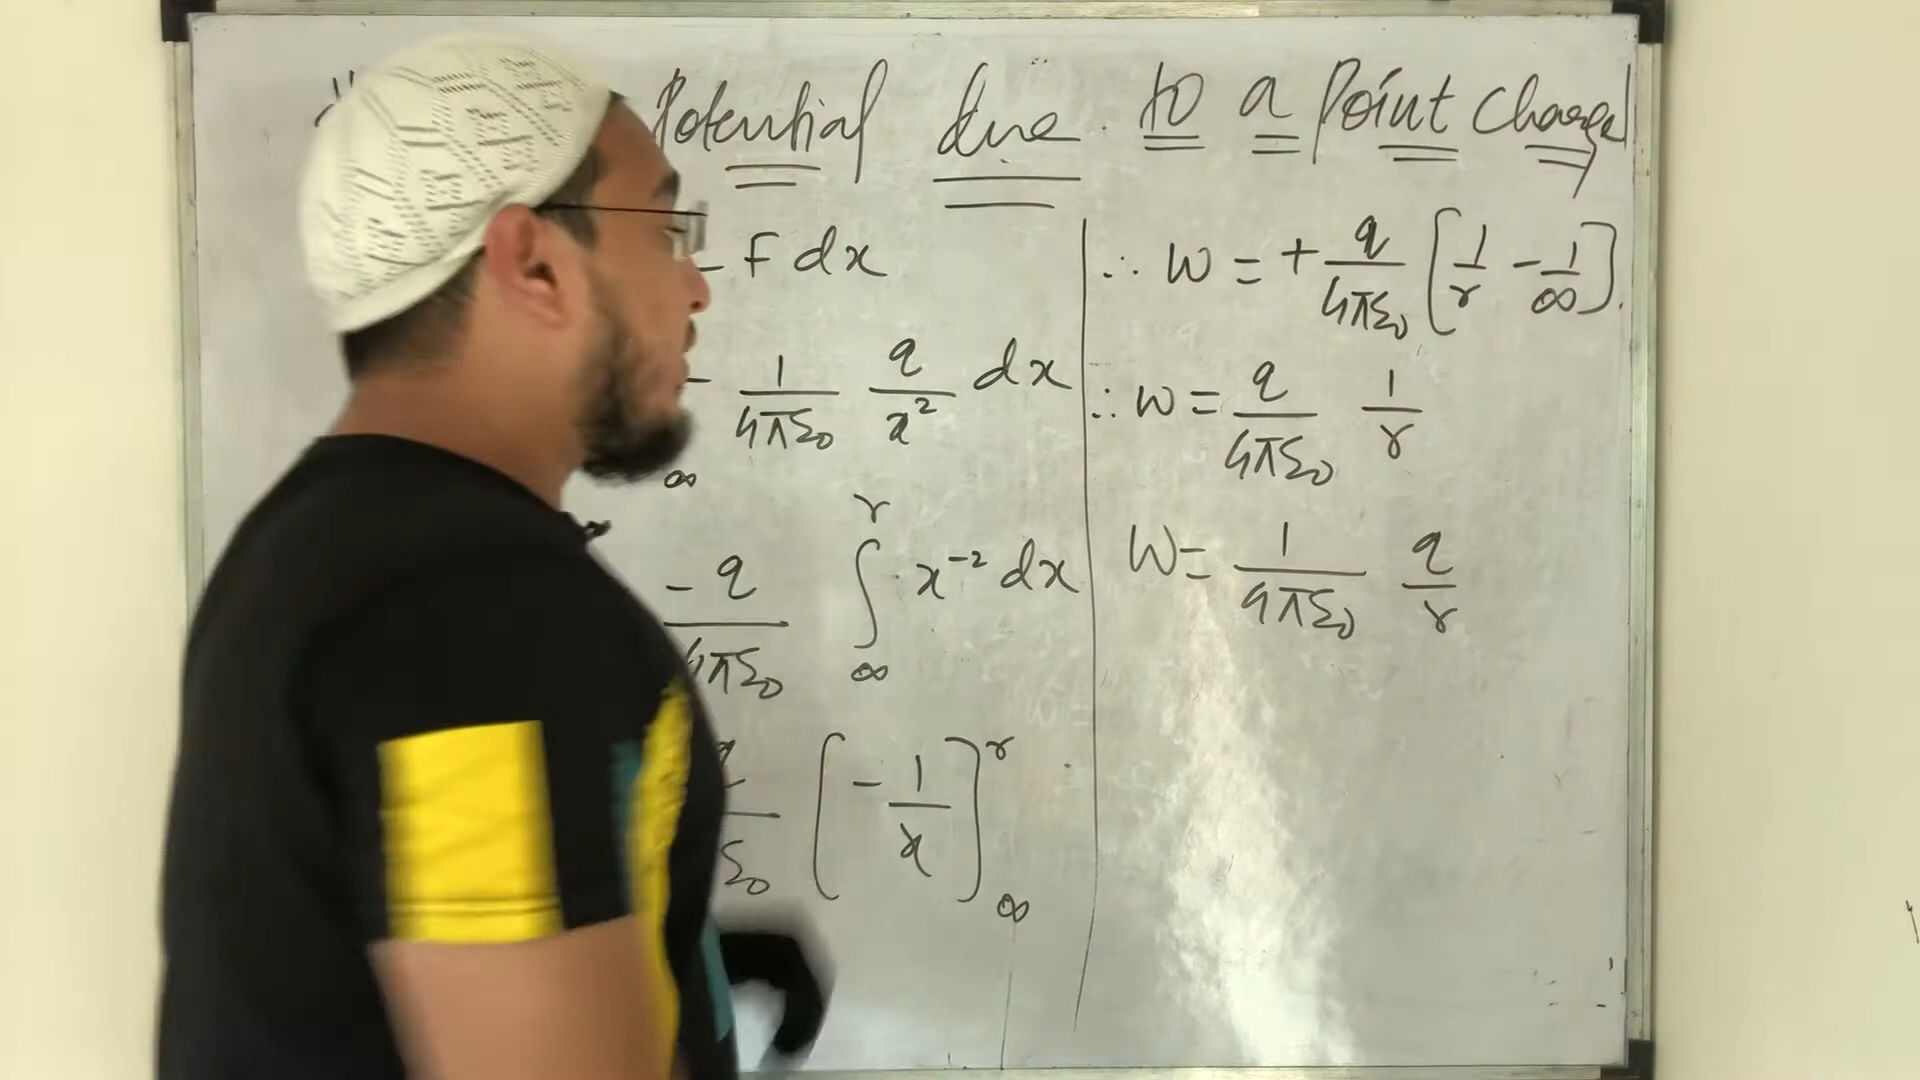 Potential due to a Point Charge
- F dx
- 1/4πε₀ q/x² dx
∞
- q/4πε₀ ∫_∞^r x⁻² dx
ε₀ [- 1/x]_∞^r
∴ W = + q/4πε₀ [1/r - 1/∞].
∴ W = q/4πε₀ 1/r
W = 1/4πε₀ q/r